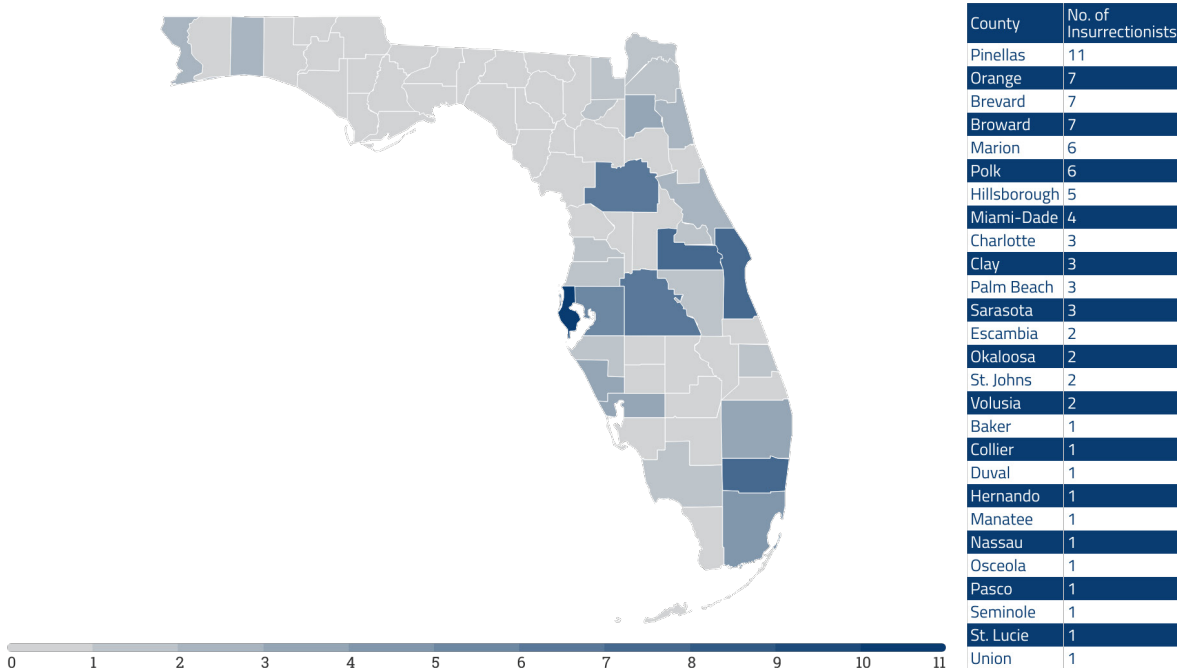 County No. of Insurrectionists
Pinellas 11
Orange 7
Brevard 7
Broward 7
Marion 6
Polk 6
Hillsborough 5
Miami-Dade 4
Charlotte 3
Clay 3
Palm Beach 3
Sarasota 3
Escambia 2
Okaloosa 2
St. Johns 2
Volusia 2
Baker 1
Collier 1
Duval 1
Hernando 1
Manatee 1
Nassau 1
Osceola 1
Pasco 1
Seminole 1
St. Lucie 1
Union 1
0 1 2 3 4 5 6 7 8 9 10 11